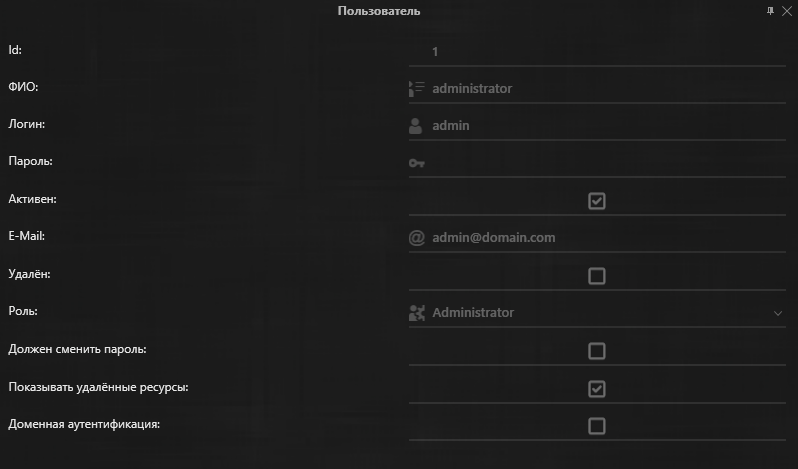 Пользователь
Id: 1
ФИО: administrator
Логин: admin
Пароль:
Активен:
E-Mail: admin@domain.com
Удалён:
Роль: Administrator
Должен сменить пароль:
Показывать удалённые ресурсы:
Доменная аутентификация: